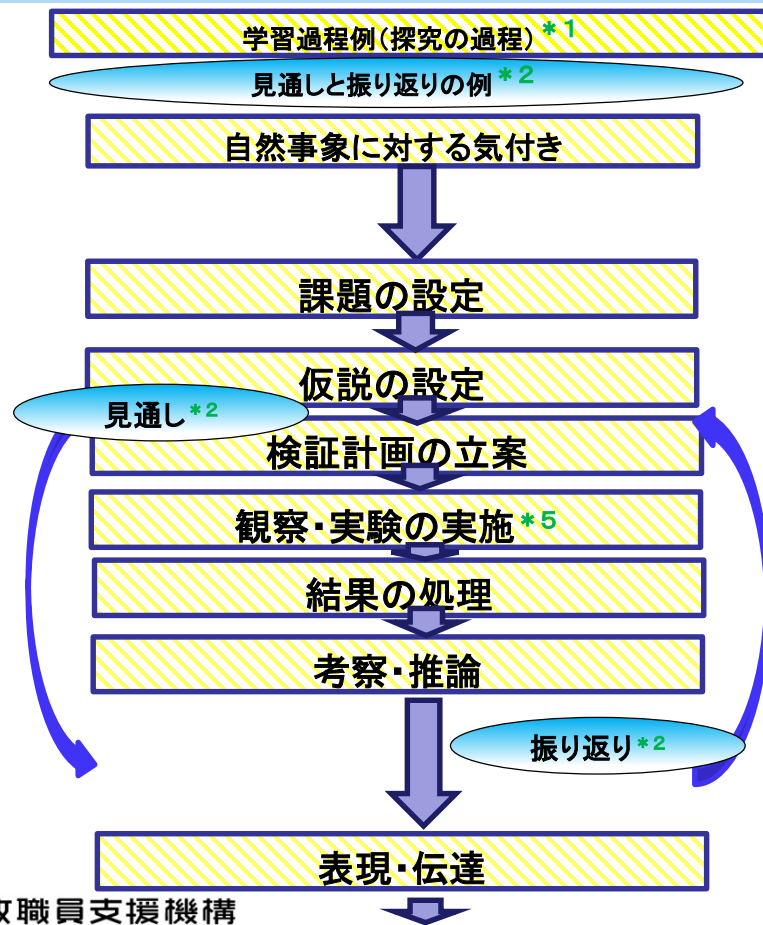 学習過程例(探究の過程)*1
見通しと振り返りの例*2
自然事象に対する気付き
課題の設定
仮説の設定
見通し*2
検証計画の立案
観察・実験の実施*5
結果の処理
考察・推論
振り返り*2
表現・伝達
職員支援機構